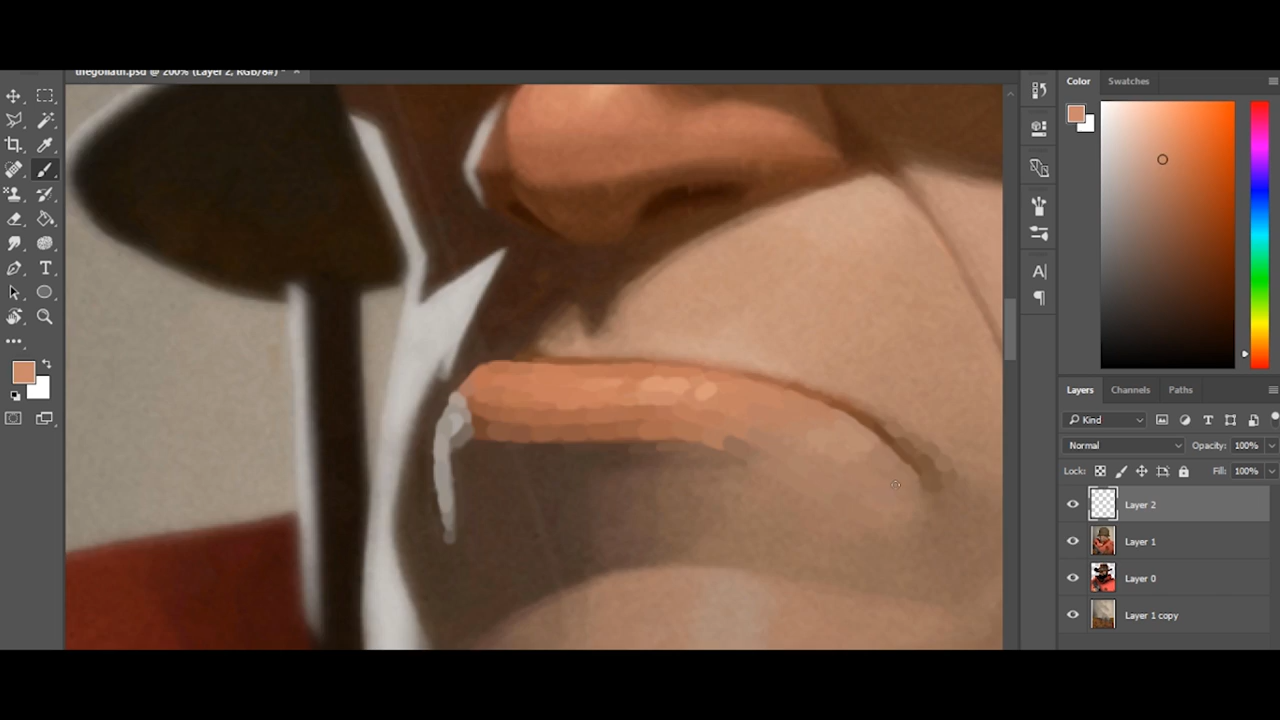 thegoliath.psd @ 200% (Layer 2, RGB/8#) *
Color
Swatches
Layers
Channels
Paths
Kind
Normal
Opacity: 100%
Lock:
Fill: 100%
Layer 2
Layer 1
Layer 0
Layer 1 copy